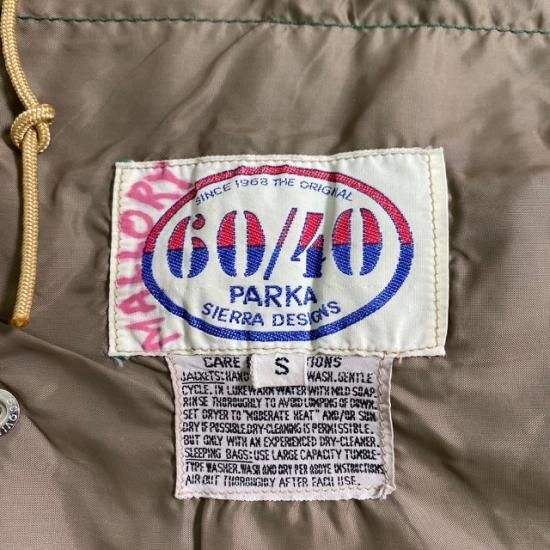 MALLORY
SINCE 1968 THE ORIGINAL
60/40
PARKA
SIERRA DESIGNS
S
CARE
JACKETS: HAND WASH. GENTLE
CYCLE. IN LUKEWARM WATER WITH MILD SOAP.
RINSE THOROUGHLY TO AVOID LUMPING OF DOWN.
SET DRYER TO "MODERATE HEAT" AND/OR SUN
DRY IF POSSIBLE.DRY-CLEANING IS PERMISSIBLE.
BUT ONLY WITH AN EXPERIENCED DRY-CLEANER.
SLEEPING BAGS: USE LARGE CAPACITY TUMBLE-
TYPE WASHER. WASH AND DRY PER ABOVE INSTRUCTIONS
AIR OUT THOROUGHLY AFTER EACH USE.